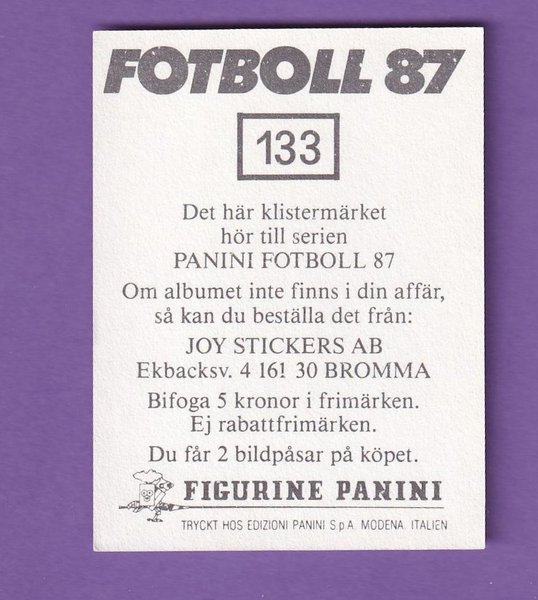 FOTBOLL 87
133
Det här klistermärket
hör till serien
PANINI FOTBOLL 87
Om albumet inte finns i din affär,
så kan du beställa det från:
JOY STICKERS AB
Ekbacksv. 4 161 30 BROMMA
Bifoga 5 kronor i frimärken.
Ej rabattfrimärken.
Du får 2 bildpåsar på köpet.
FIGURINE PANINI
TRYCKT HOS EDIZIONI PANINI S.p.A. MODENA. ITALIEN